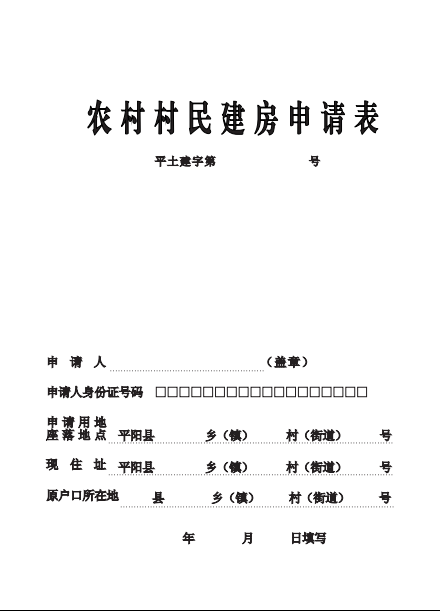 农村村民建房申请表
平土建字第 号
申 请 人 （盖章）
申请人身份证号码 □□□□□□□□□□□□□□□□□□
申请用地
座落地点 平阳县 乡（镇） 村（街道） 号
现 住 址 平阳县 乡（镇） 村（街道） 号
原户口所在地 县 乡（镇） 村（街道） 号
年 月 日填写